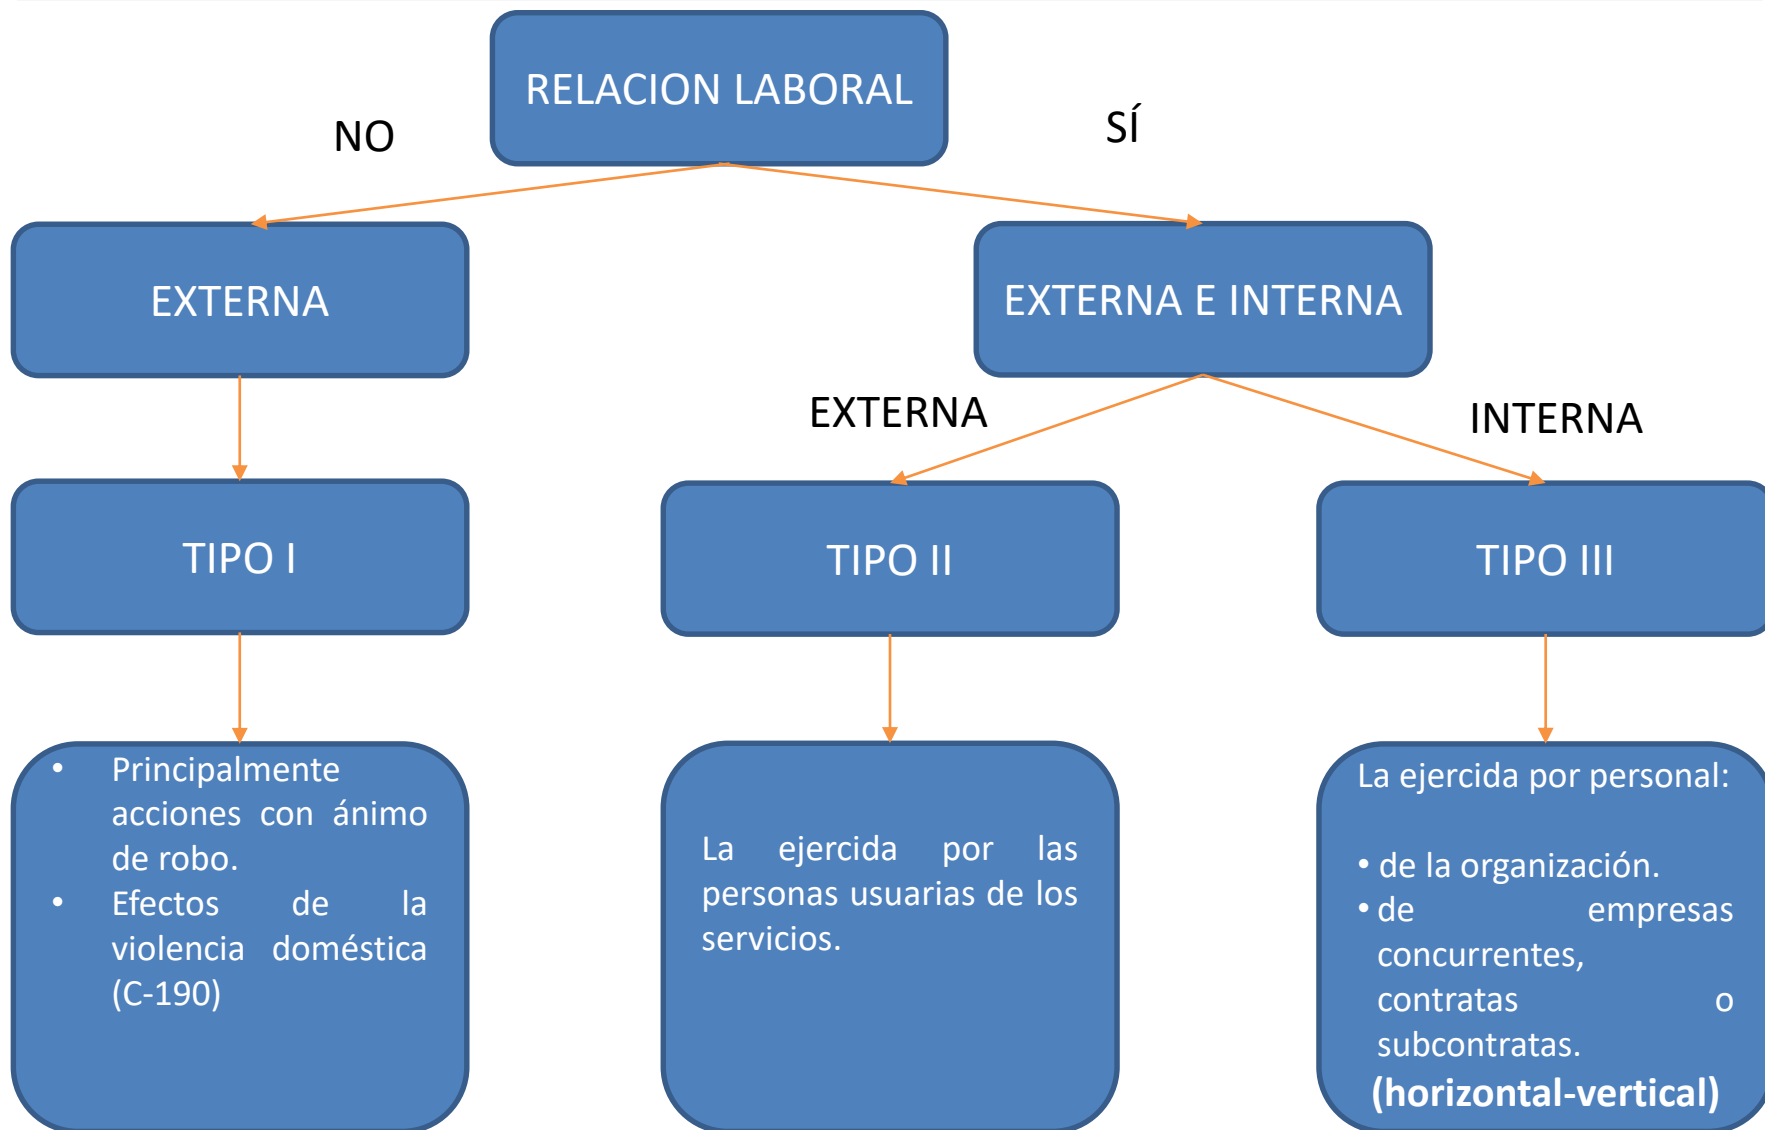 RELACION LABORAL
NO
SÍ
EXTERNA
EXTERNA E INTERNA
EXTERNA
INTERNA
TIPO I
TIPO II
TIPO III
• Principalmente
acciones con ánimo
de robo.
• Efectos de la
violencia doméstica
(C-190)
La ejercida por las
personas usuarias de los
servicios.
La ejercida por personal:
• de la organización.
• de empresas
concurrentes,
contratas o
subcontratas.
(horizontal-vertical)